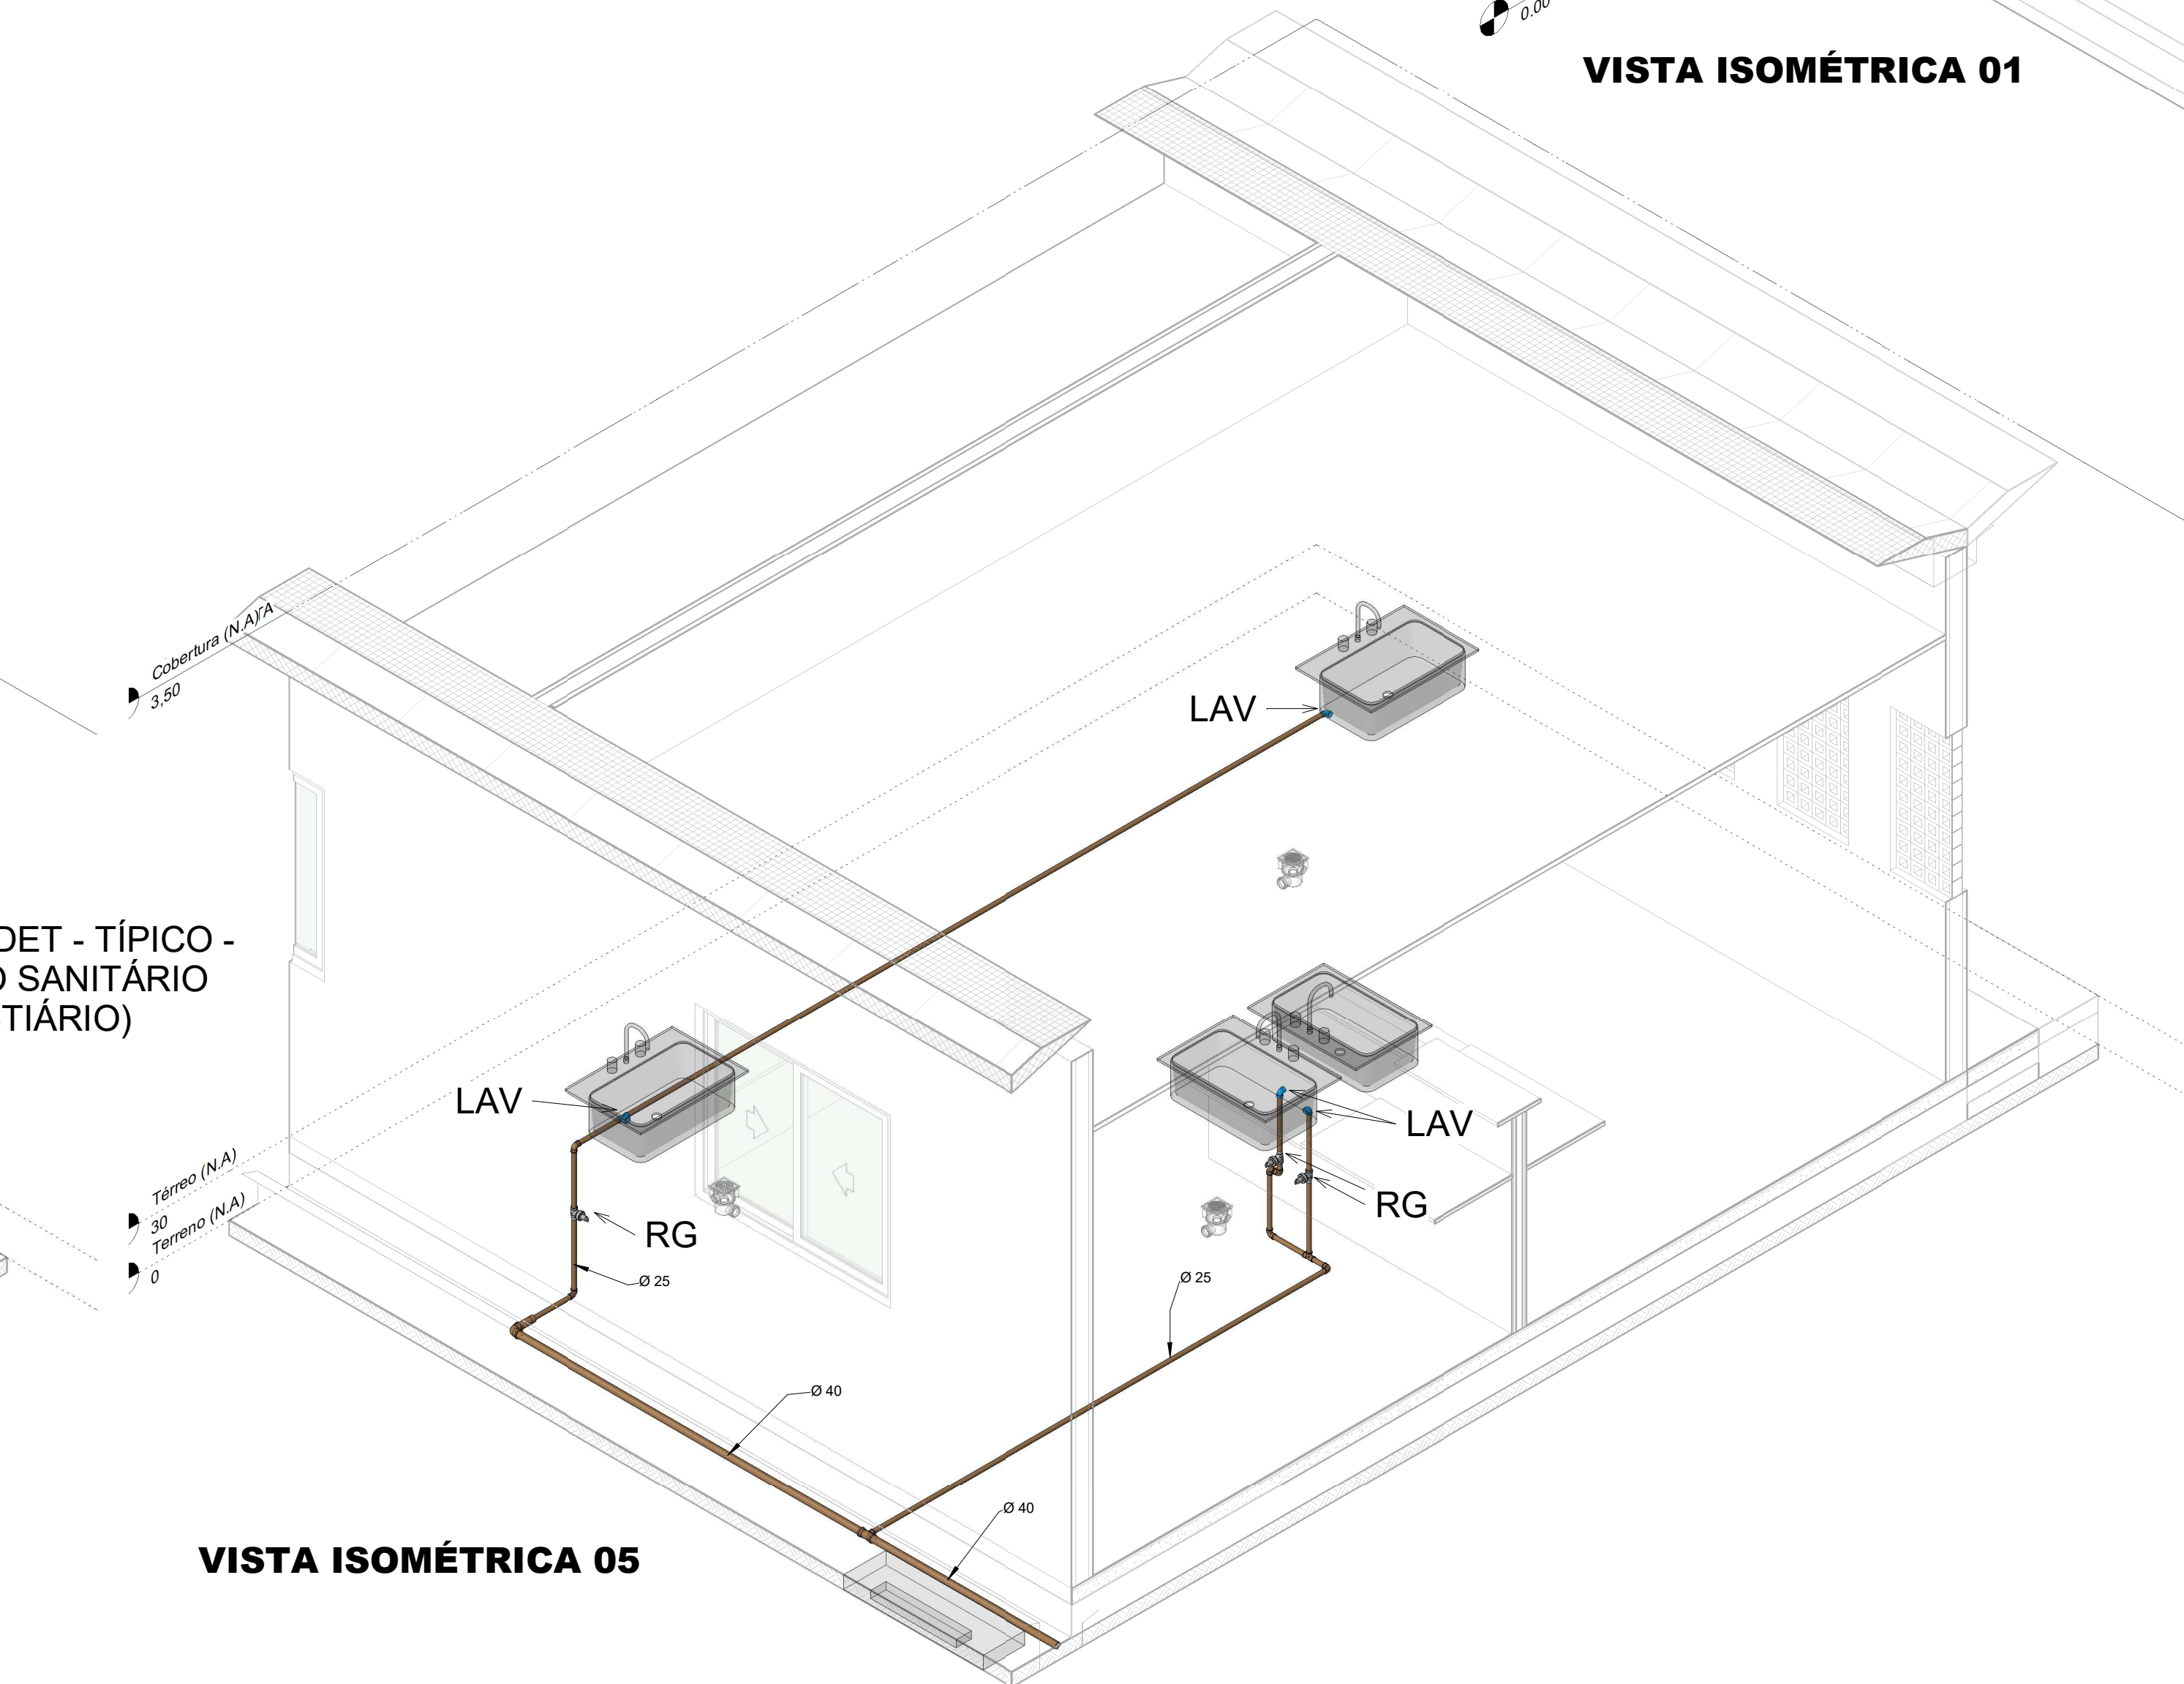 0.00
VISTA ISOMÉTRICA 01
Cobertura (N.A)
3,50
LAV
DET - TÍPICO -
SANITÁRIO
LAV
LAV
Térreo (N.A)
30
Terreno (N.A)
0
RG
RG
Ø 25
Ø 25
Ø 40
Ø 40
VISTA ISOMÉTRICA 05